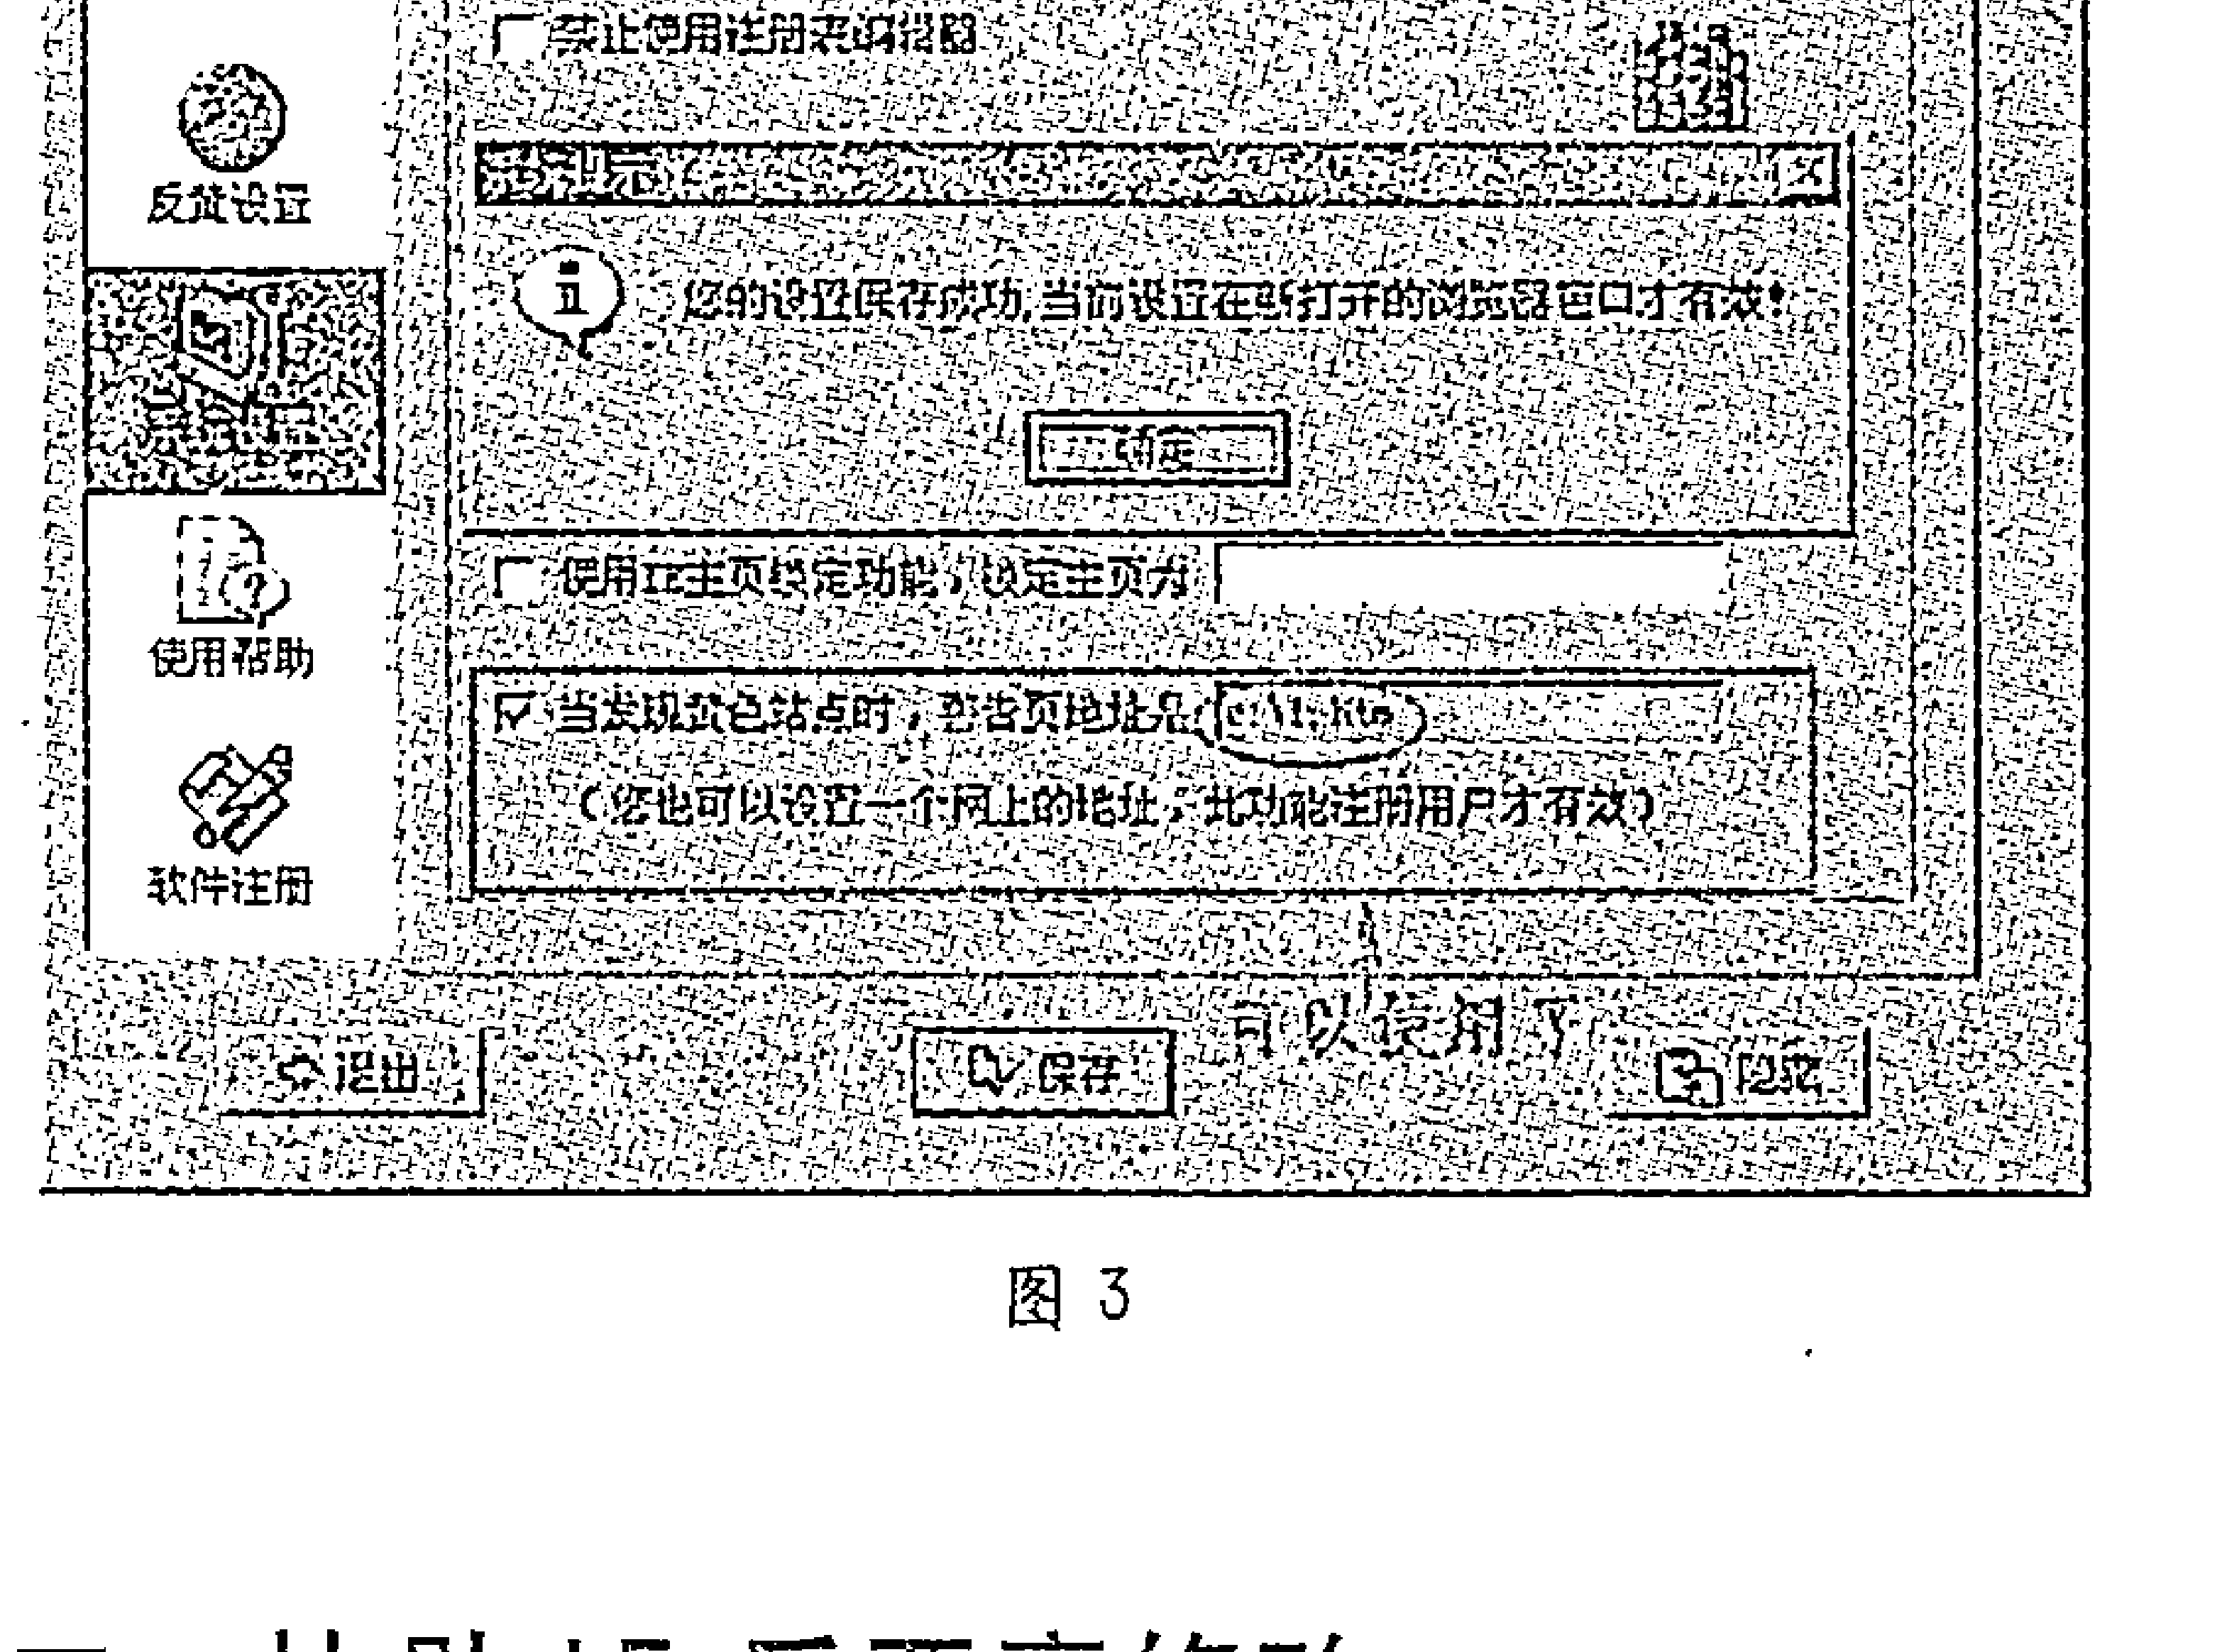 禁止使用注册表编辑器
提示
您的设置保存成功,当前设置在新打开的浏览器窗口才有效!
确定
使用IE主页锁定功能,锁定主页为
使用帮助
当发现黄色站点时,警告页地址是
(您也可以设置一个网上的地址,此功能注册用户才有效)
软件注册
可以使用了
退出
保存
隐藏
图 3